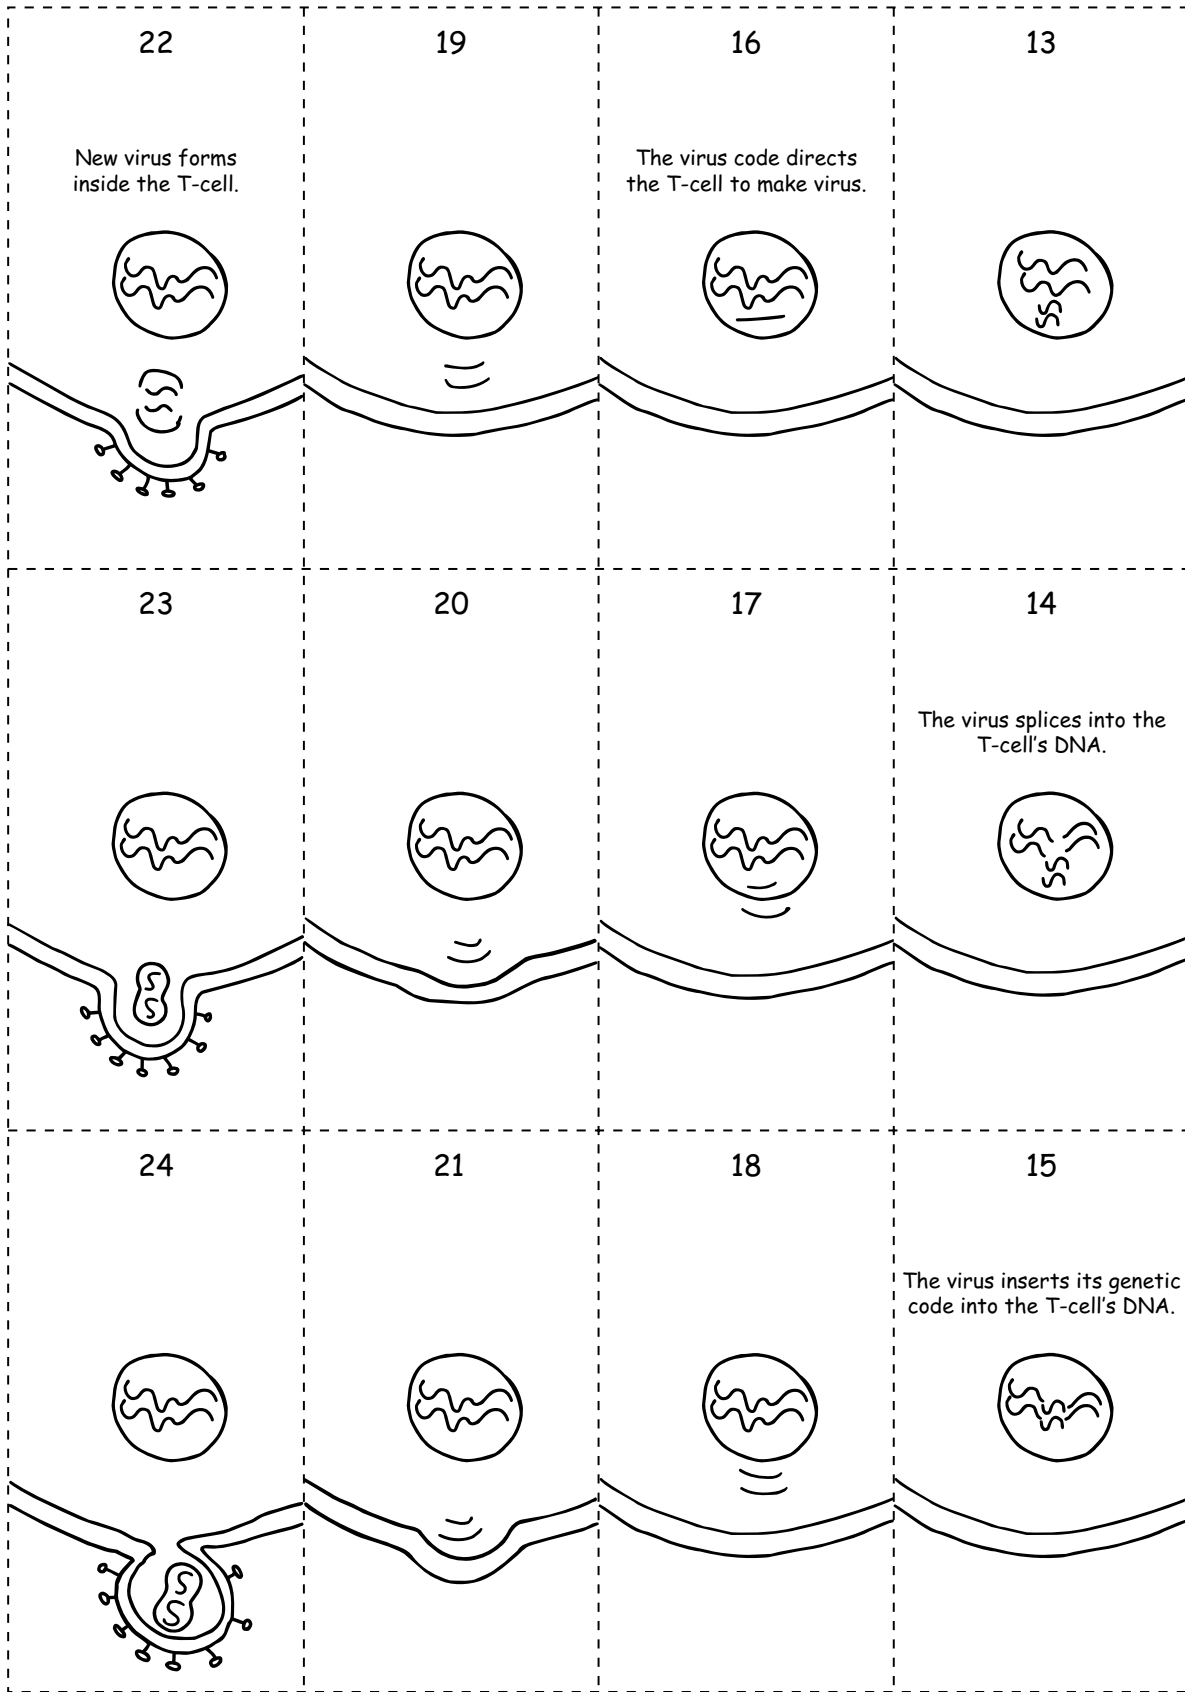 22
19
16
13
New virus forms
inside the T-cell.
The virus code directs
the T-cell to make virus.
23
20
17
14
The virus splices into the
T-cell's DNA.
24
21
18
15
The virus inserts its genetic
code into the T-cell's DNA.